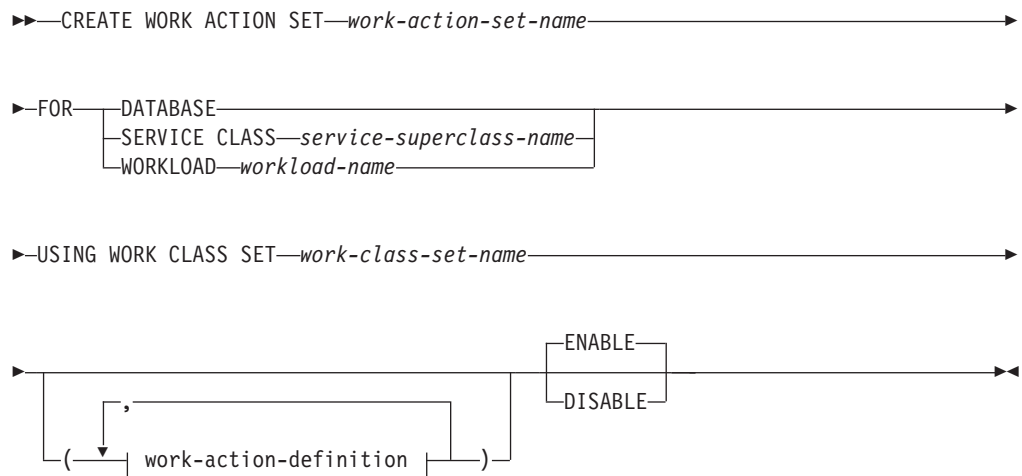 CREATE WORK ACTION SET work-action-set-name
FOR DATABASE
SERVICE CLASS service-superclass-name
WORKLOAD workload-name
USING WORK CLASS SET work-class-set-name
ENABLE
DISABLE
,
( work-action-definition )